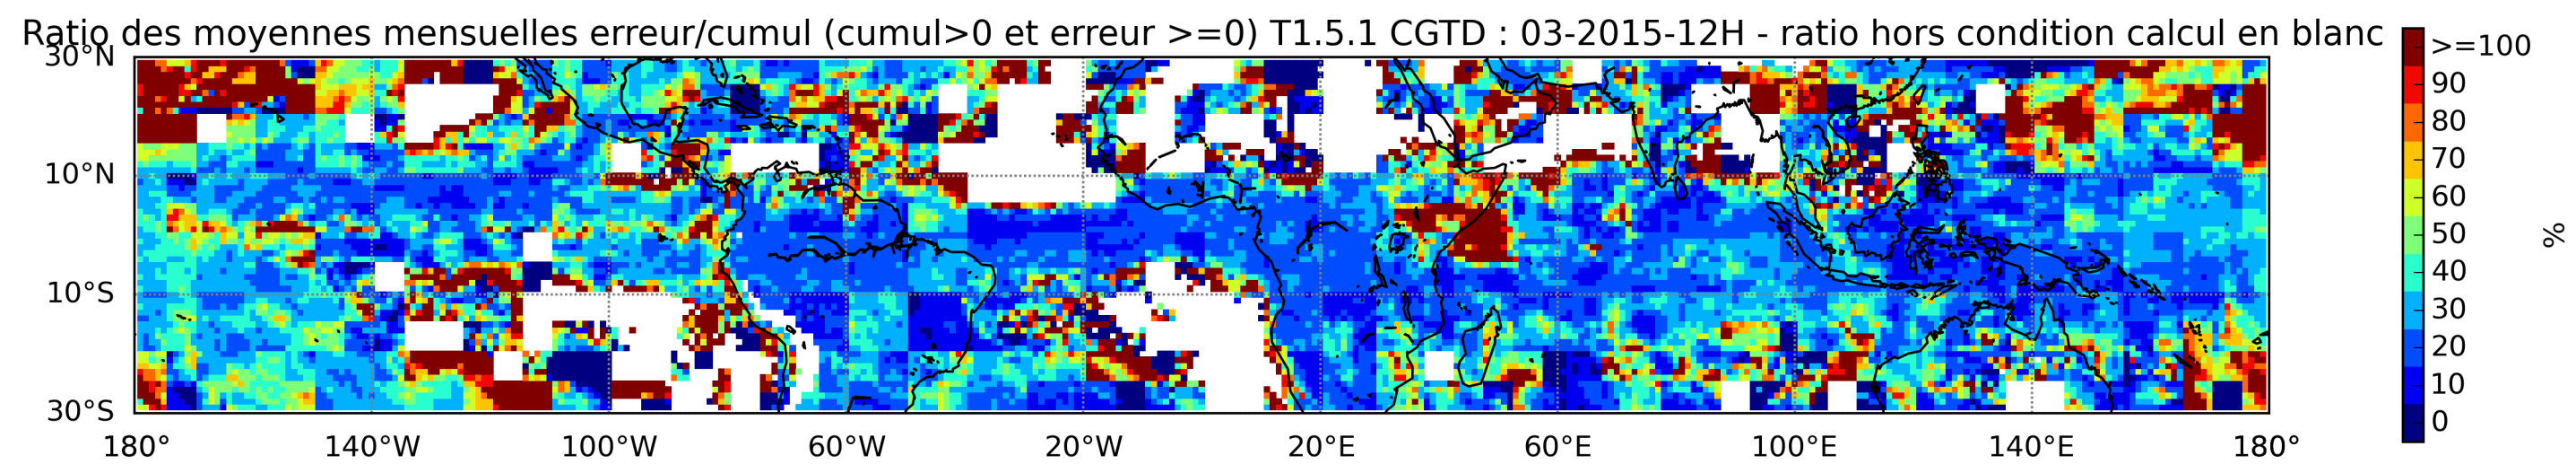 Ratio des moyennes mensuelles erreur/cumul (cumul>0 et erreur >=0) T1.5.1 CGTD : 03-2015-12H - ratio hors condition calcul en blanc
30°N
10°N
10°S
30°S
180° 140°W 100°W 60°W 20°W 20°E 60°E 100°E 140°E 180°
>=100
90
80
70
60
50
40
30
20
10
0
%